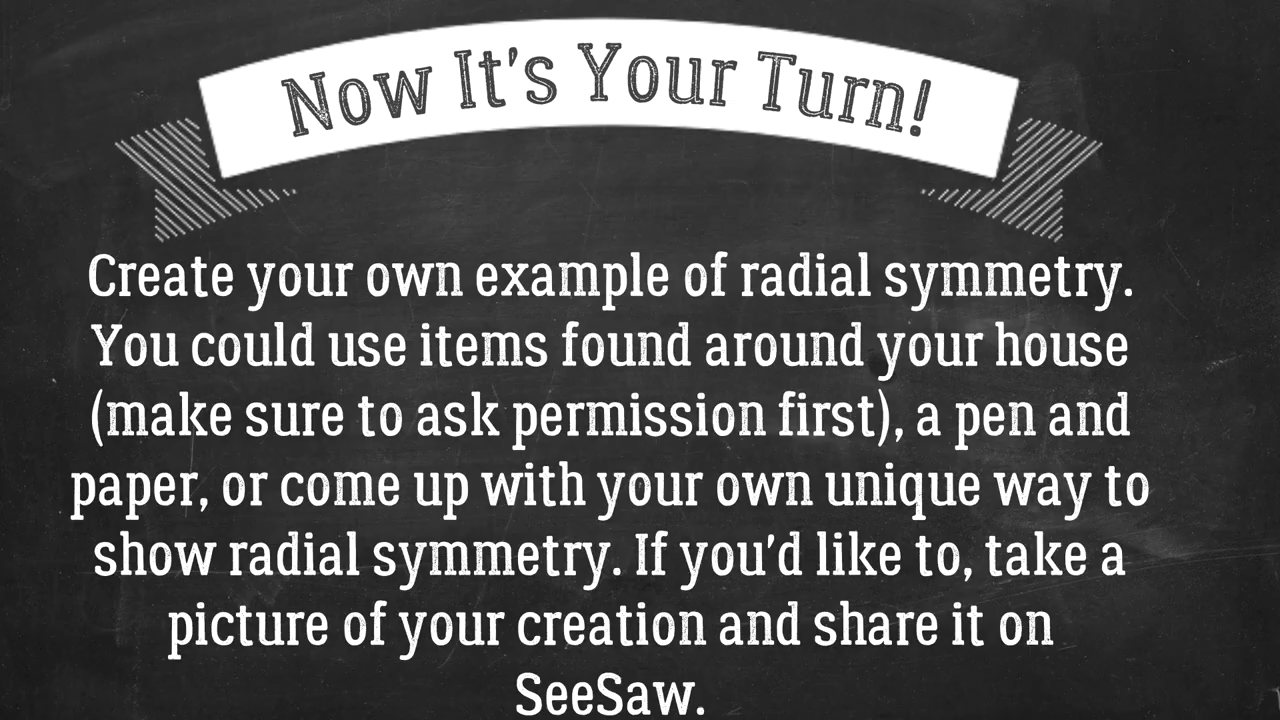 Now It's Your Turn!
Create your own example of radial symmetry.
You could use items found around your house
(make sure to ask permission first), a pen and
paper, or come up with your own unique way to
show radial symmetry. If you'd like to, take a
picture of your creation and share it on
SeeSaw.